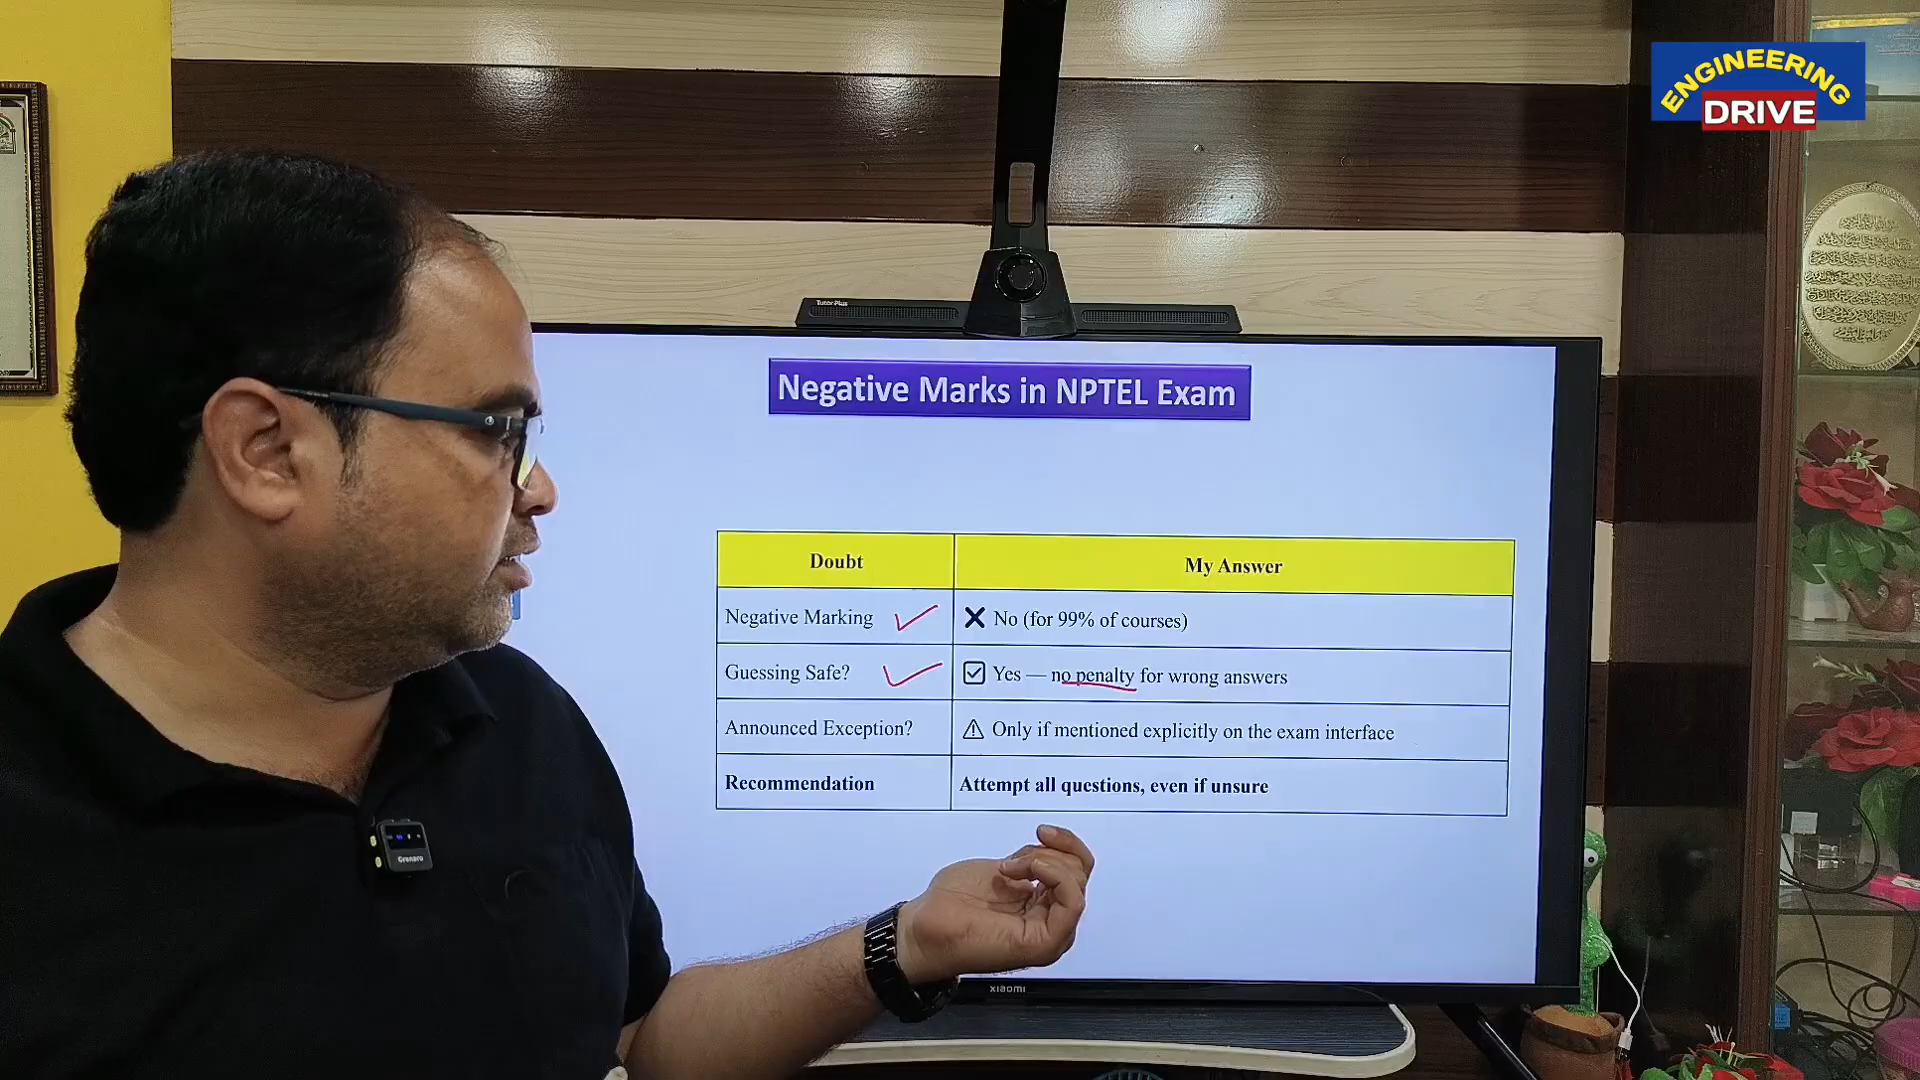 ENGINEERING
DRIVE
Tutor Plus
Negative Marks in NPTEL Exam
Doubt
My Answer
Negative Marking
No (for 99% of courses)
Guessing Safe?
Yes — no penalty for wrong answers
Announced Exception?
Only if mentioned explicitly on the exam interface
Recommendation
Attempt all questions, even if unsure
xiaomi